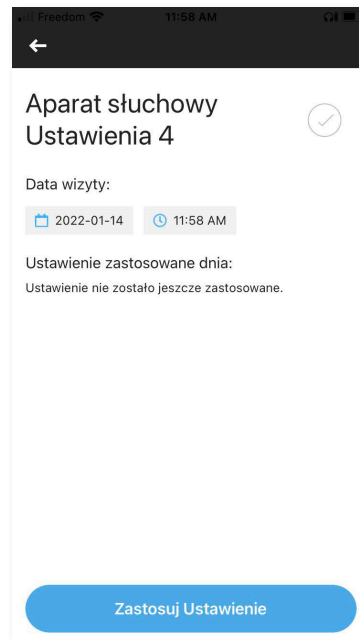 Freedom 11:58 AM
Aparat słuchowy
Ustawienia 4
Data wizyty:
2022-01-14 11:58 AM
Ustawienie zastosowane dnia:
Ustawienie nie zostało jeszcze zastosowane.
Zastosuj Ustawienie